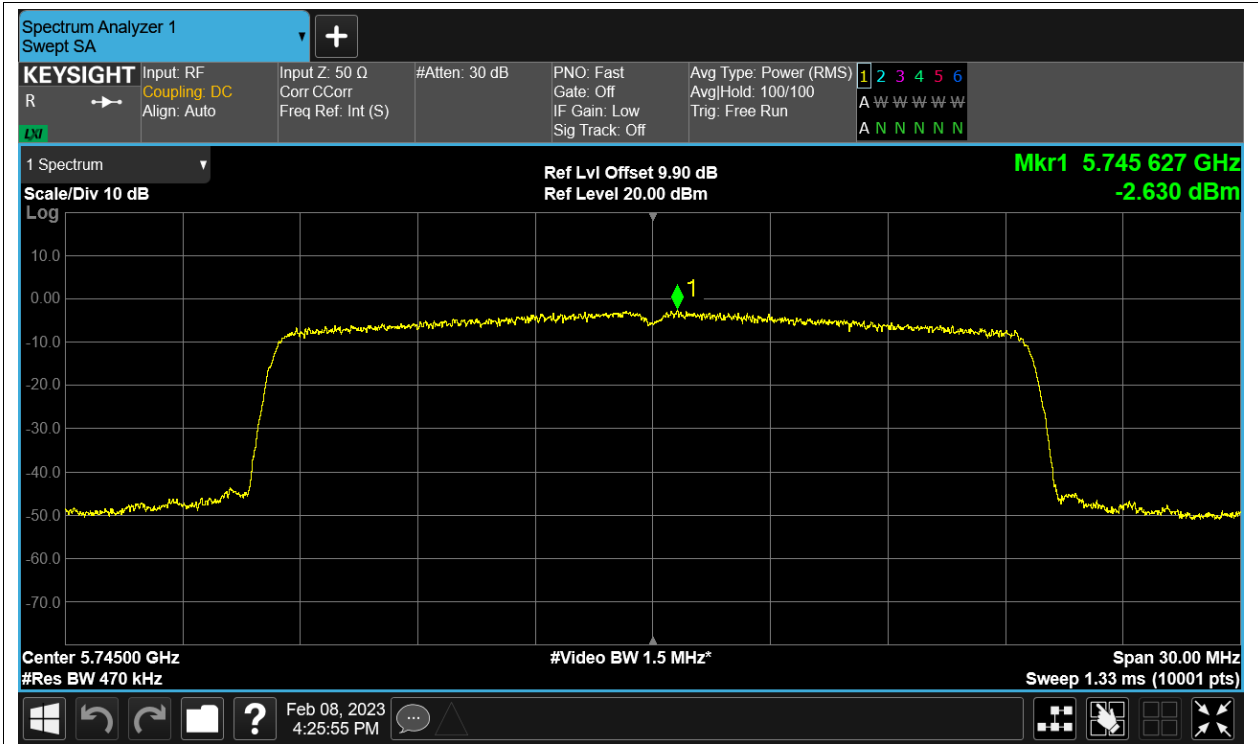 Spectrum Analyzer 1
Swept SA
KEYSIGHT
R
LXI
Input: RF
Coupling: DC
Align: Auto
Input Z: 50 Ω
Corr CCorr
Freq Ref: Int (S)
#Atten: 30 dB
PNO: Fast
Gate: Off
IF Gain: Low
Sig Track: Off
Avg Type: Power (RMS)
Avg|Hold: 100/100
Trig: Free Run
1 2 3 4 5 6
A W W W W W
A N N N N N
1 Spectrum
Scale/Div 10 dB
Ref Lvl Offset 9.90 dB
Ref Level 20.00 dBm
Mkr1 5.745 627 GHz
-2.630 dBm
Log
10.0
0.00
-10.0
-20.0
-30.0
-40.0
-50.0
-60.0
-70.0
1
Center 5.74500 GHz
#Res BW 470 kHz
#Video BW 1.5 MHz*
Span 30.00 MHz
Sweep 1.33 ms (10001 pts)
?
Feb 08, 2023
4:25:55 PM